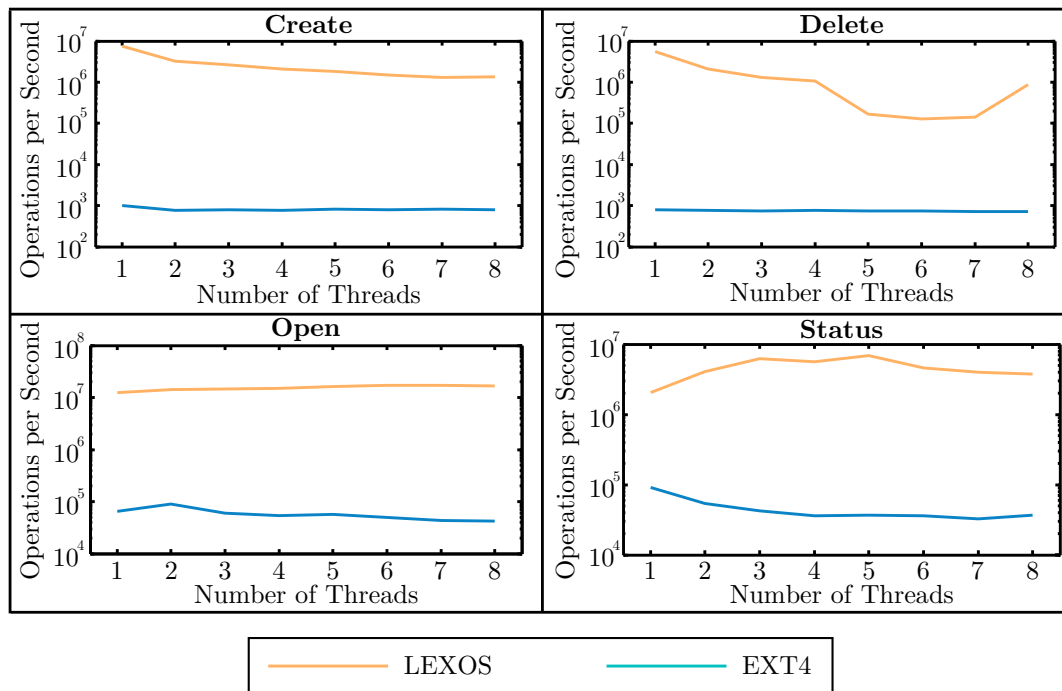 Create
Operations per Second
10^7
10^6
10^5
10^4
10^3
10^2
1 2 3 4 5 6 7 8
Number of Threads
Delete
Operations per Second
10^7
10^6
10^5
10^4
10^3
10^2
1 2 3 4 5 6 7 8
Number of Threads
Open
Operations per Second
10^8
10^7
10^6
10^5
10^4
1 2 3 4 5 6 7 8
Number of Threads
Status
Operations per Second
10^7
10^6
10^5
10^4
1 2 3 4 5 6 7 8
Number of Threads
LEXOS EXT4